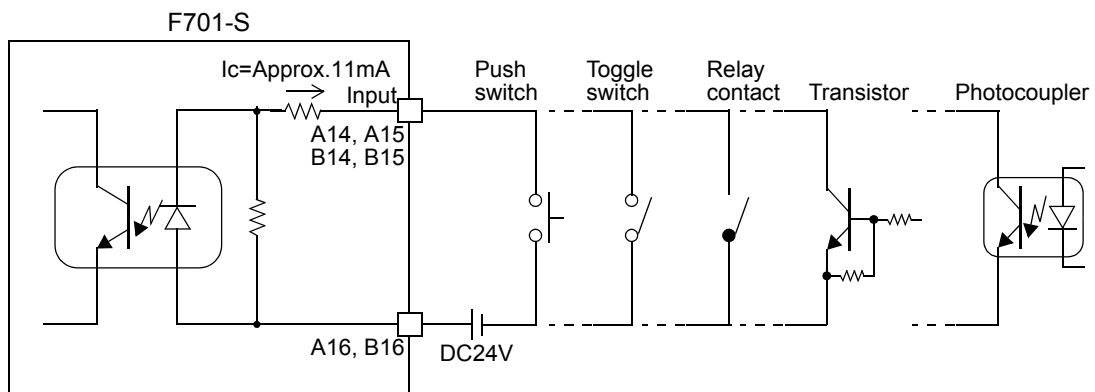 F701-S
Ic=Approx.11mA
Input
A14, A15
B14, B15
A16, B16
DC24V
Push
switch
Toggle
switch
Relay
contact
Transistor
Photocoupler